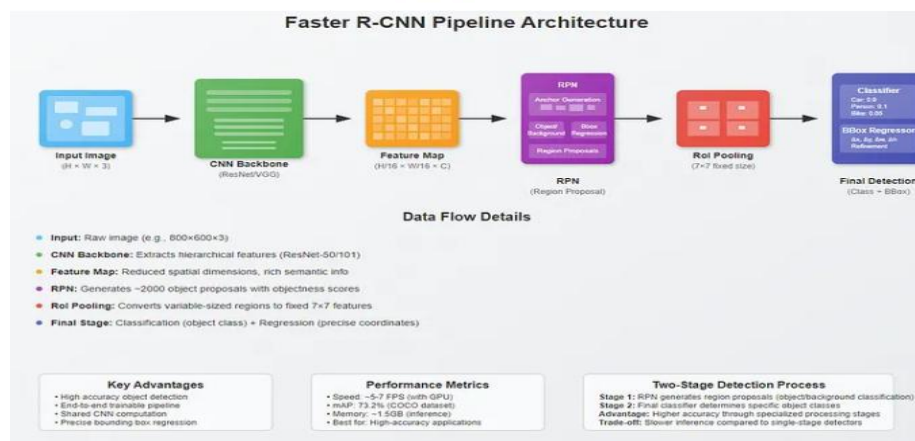 Faster R-CNN Pipeline Architecture
Input Image
(H × W × 3)
CNN Backbone
(ResNet/VGG)
Feature Map
(H/16 × W/16 × C)
RPN
Anchor Generation
Object/
Background
Bbox
Regression
Region Proposals
RPN
(Region Proposal)
RoI Pooling
(7×7 fixed size)
Classifier
Car: 0.9
Person: 0.1
Bike: 0.05
BBox Regressor
Refinement
Final Detection
(Class + BBox)
Data Flow Details
Input: Raw image (e.g., 800×600×3)
CNN Backbone: Extracts hierarchical features (ResNet-50/101)
Feature Map: Reduced spatial dimensions, rich semantic info
RPN: Generates ~2000 object proposals with objectness scores
RoI Pooling: Converts variable-sized regions to fixed 7×7 features
Final Stage: Classification (object class) + Regression (precise coordinates)
Key Advantages
• High accuracy object detection
• End-to-end trainable pipeline
• Shared CNN computation
• Precise bounding box regression
Performance Metrics
• Speed: ~5-7 FPS (with GPU)
• mAP: 73.2% (COCO dataset)
• Memory: ~1.5GB (inference)
• Best for: High-accuracy applications
Two-Stage Detection Process
Stage 1: RPN generates region proposals (object/background classification)
Stage 2: Final classifier determines specific object classes
Advantage: Higher accuracy through specialized processing stages
Trade-off: Slower inference compared to single-stage detectors